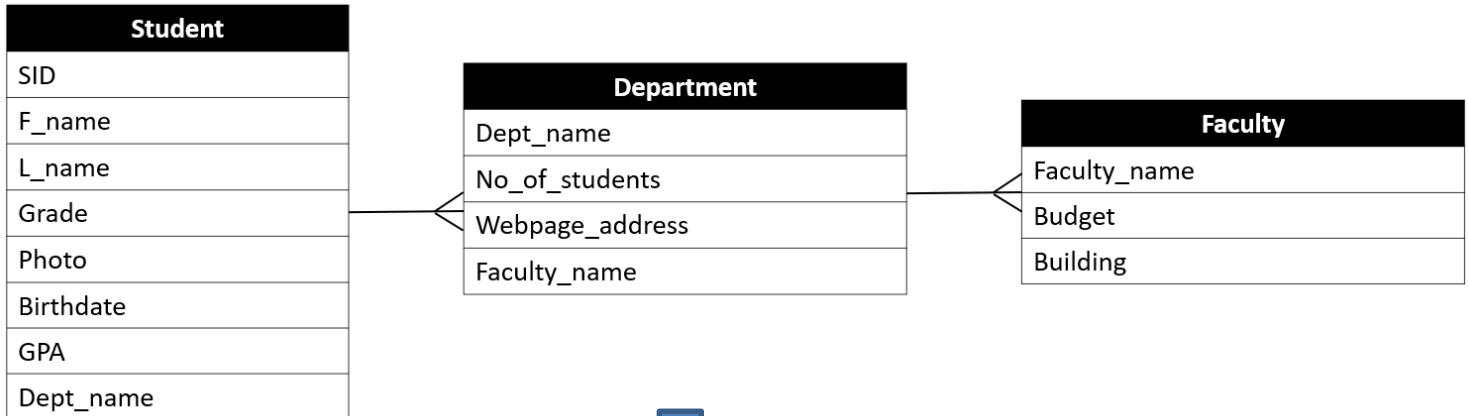 Student
SID
F_name
L_name
Grade
Photo
Birthdate
GPA
Dept_name
Department
Dept_name
No_of_students
Webpage_address
Faculty_name
Faculty
Faculty_name
Budget
Building